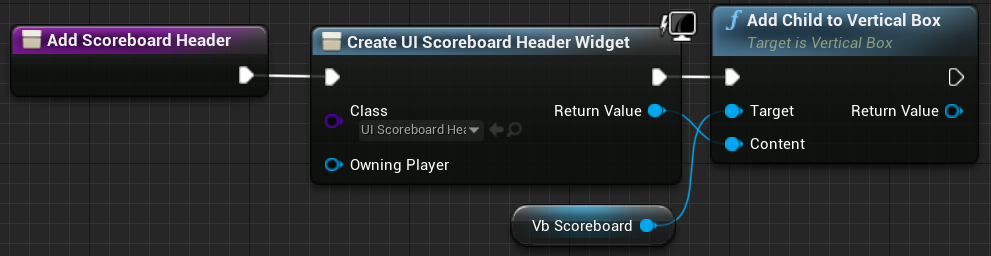 Add Scoreboard Header
Create UI Scoreboard Header Widget
Class
UI Scoreboard Hea
Return Value
Owning Player
Vb Scoreboard
f Add Child to Vertical Box
Target is Vertical Box
Target
Return Value
Content